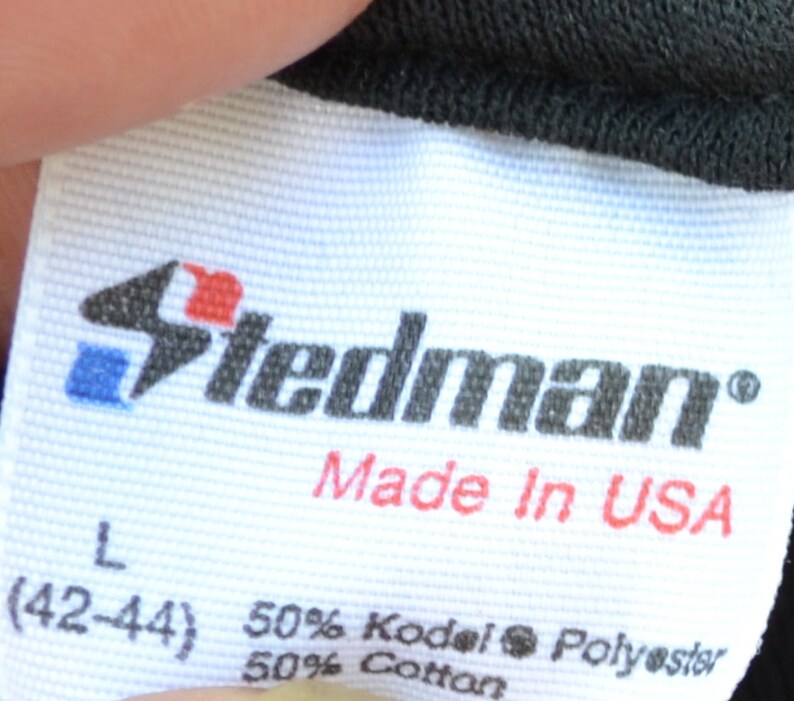 Stedman®
Made In USA
L
(42-44)
50% Kodel® Polyester
50% Cotton